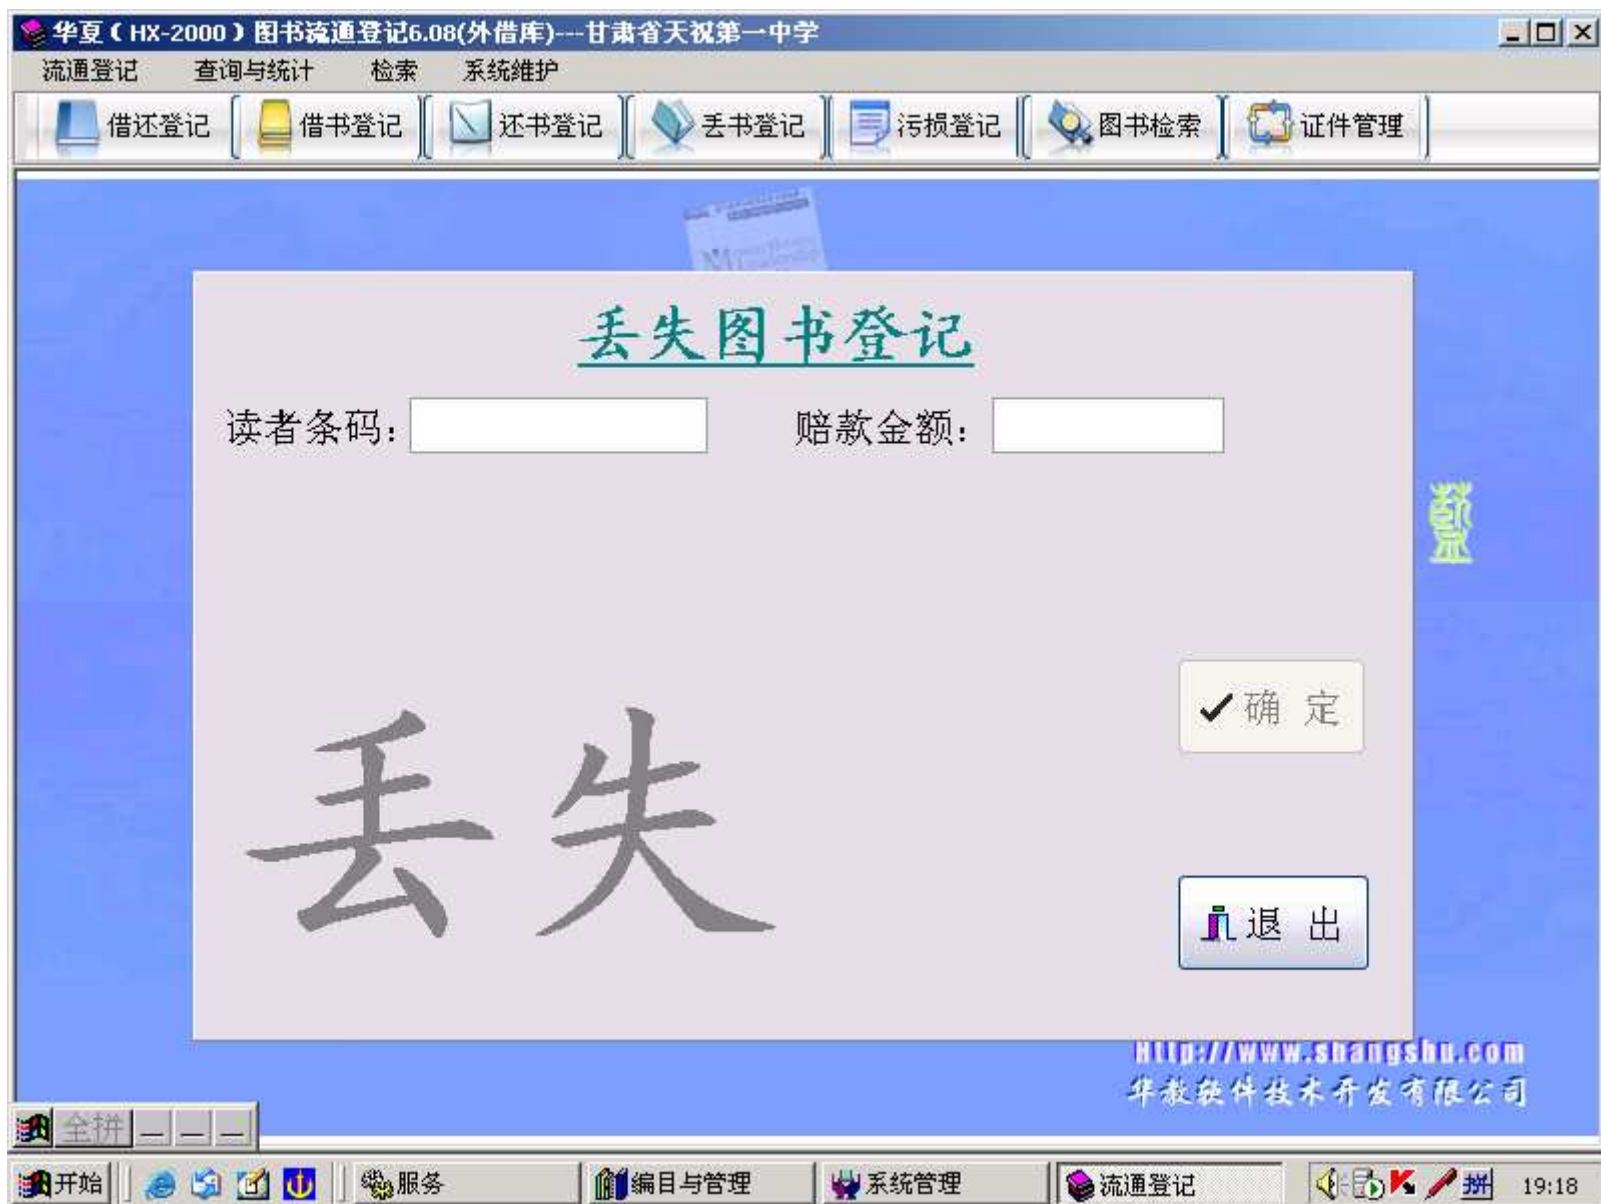 华夏（HX-2000）图书流通登记6.08(外借库)---甘肃省天祝第一中学
流通登记 查询与统计 检索 系统维护
借还登记 借书登记 还书登记 丢书登记 污损登记 图书检索 证件管理
丢失图书登记
读者条码： 赔款金额：
确 定
丢失
退 出
Http://www.shangshu.com
华教软件技术开发有限公司
全拼
开始 服务 编目与管理 系统管理 流通登记 拼 19:18